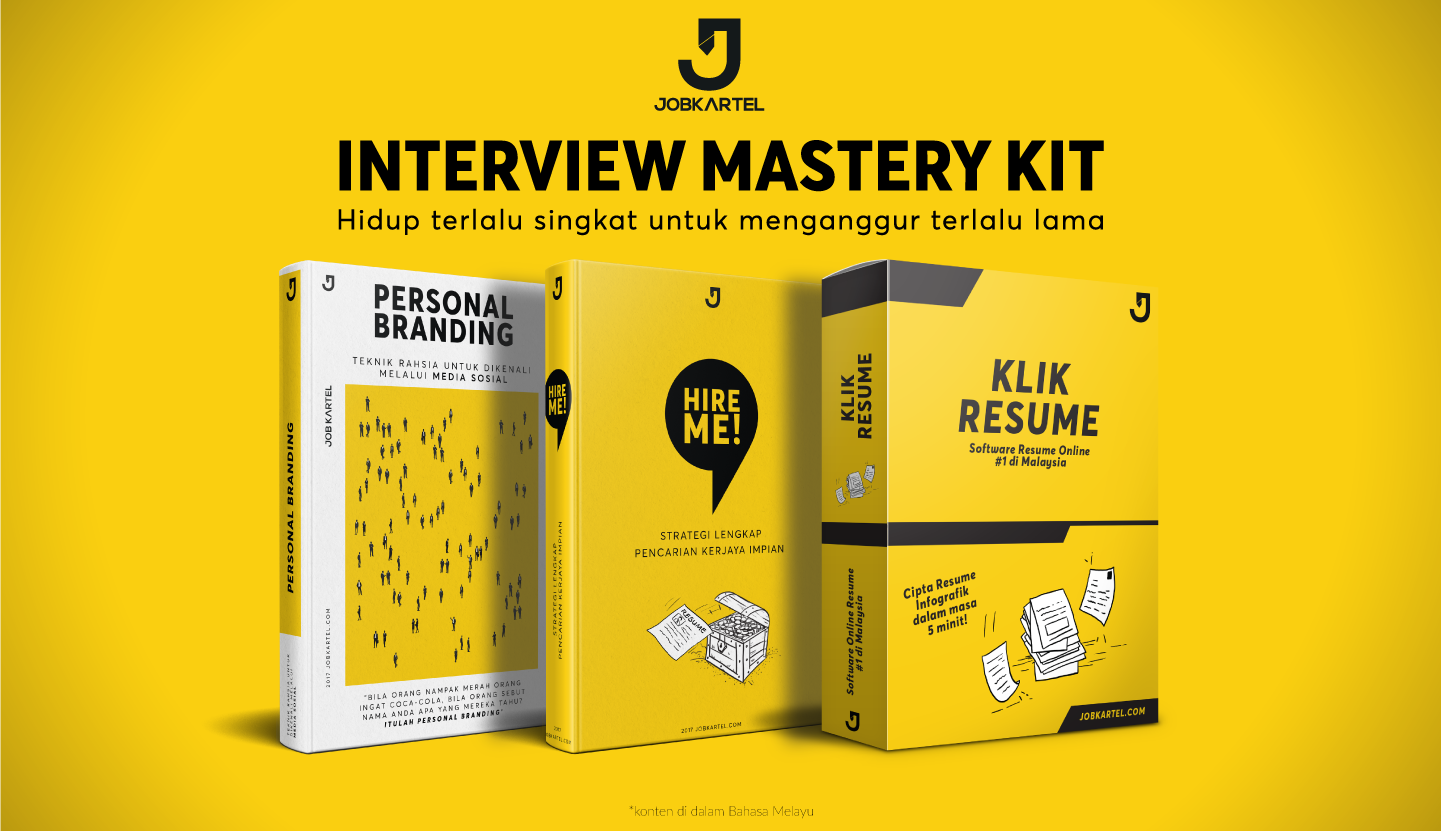 JOBKARTEL
INTERVIEW MASTERY KIT
Hidup terlalu singkat untuk menganggur terlalu lama
PERSONAL BRANDING
PERSONAL
BRANDING
TEKNIK RAHSIA UNTUK DIKENALI
MELALUI MEDIA SOSIAL
JOB KARTEL
2017 JOBKARTEL.COM
"BILA ORANG NAMPAK MERAH ORANG
INGAT COCA-COLA, BILA ORANG SEBUT
NAMA ANDA APA YANG MEREKA TAHU?
ITULAH PERSONAL BRANDING"
HIRE
ME!
STRATEGI LENGKAP
PENCARIAN KERJAYA IMPIAN
HIRE
ME!
STRATEGI LENGKAP
PENCARIAN KERJAYA IMPIAN
RESUME
2017 JOBKARTEL.COM
KLIK
RESUME
Software Online Resume
#1 di Malaysia
KLIK
RESUME
Software Resume Online
#1 di Malaysia
Cipta Resume
Infografik
dalam masa
5 minit!
JOBKARTEL.COM
*konten di dalam Bahasa Melayu